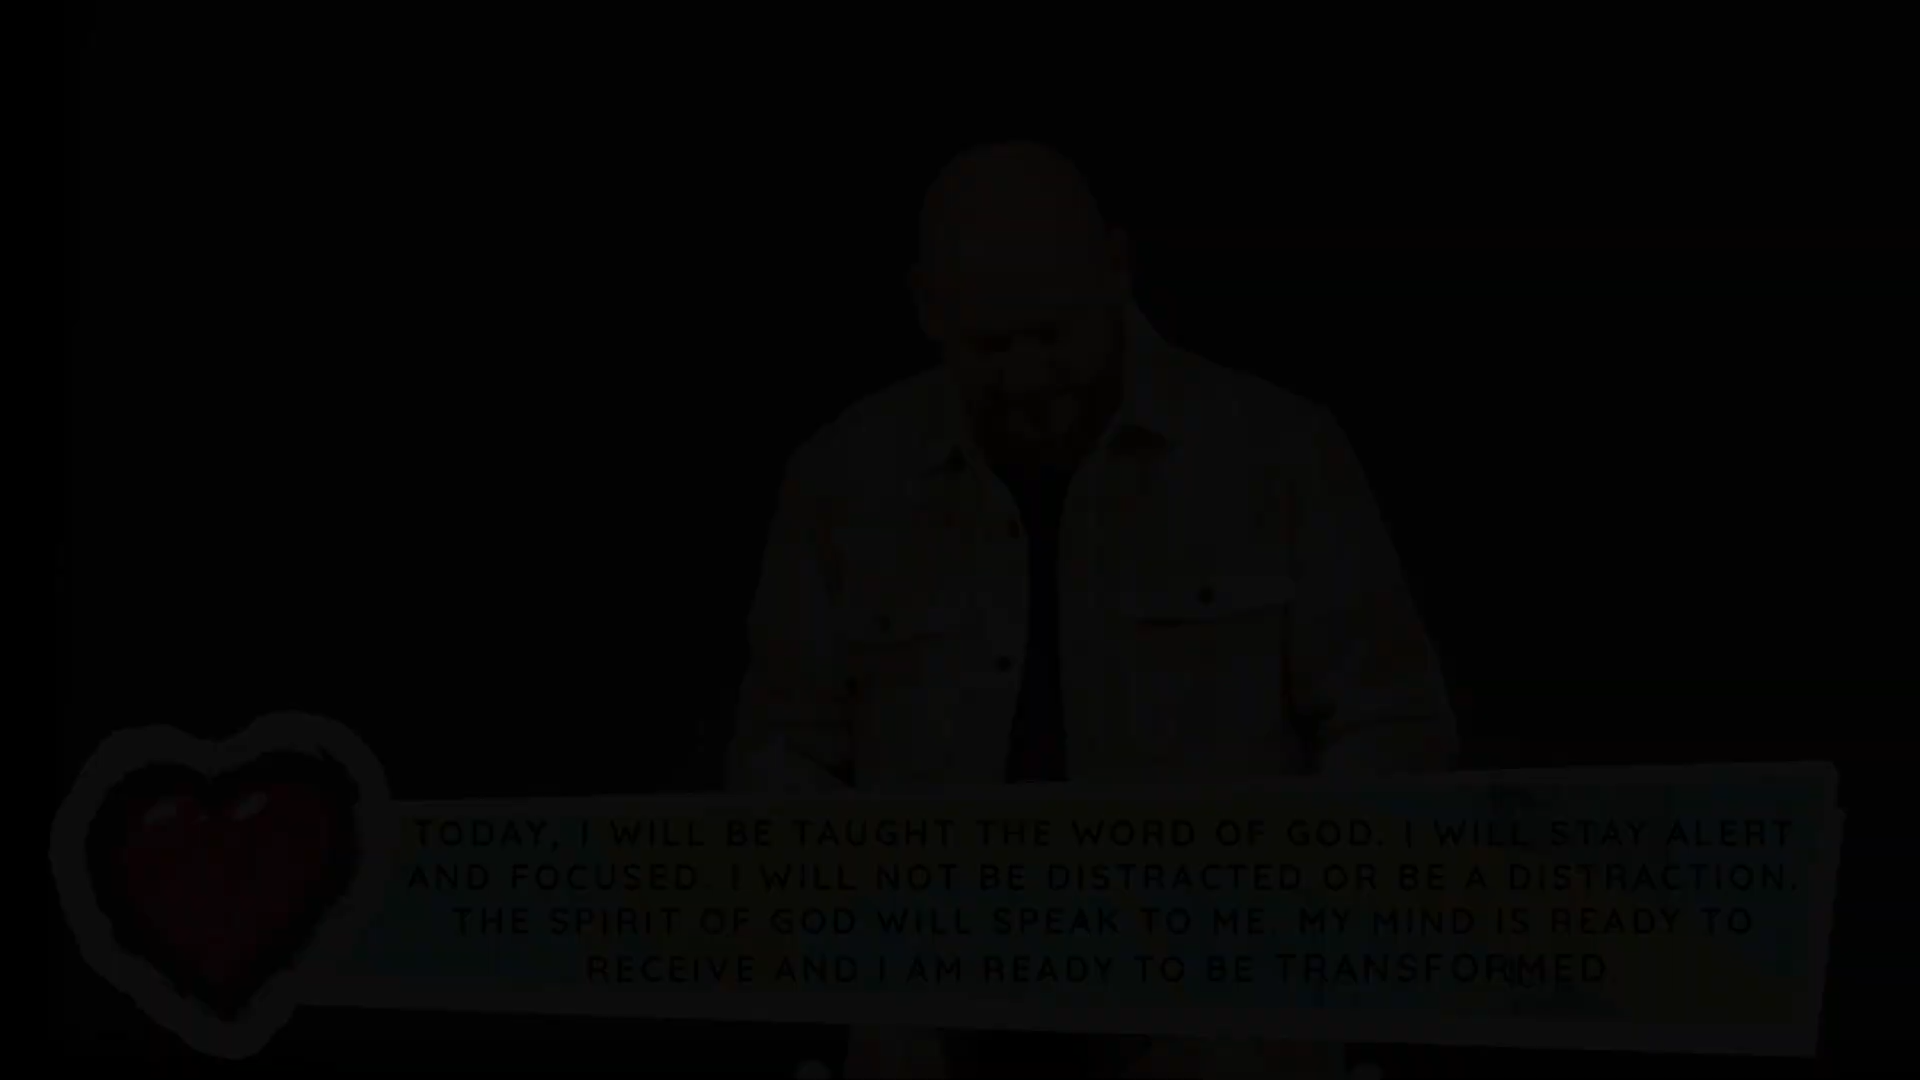 TODAY, I WILL BE TAUGHT THE WORD OF GOD. I WILL STAY ALERT
AND FOCUSED. I WILL NOT BE DISTRACTED OR BE A DISTRACTION.
THE SPIRIT OF GOD WILL SPEAK TO ME. MY MIND IS READY TO
RECEIVE AND I AM READY TO BE TRANSFORMED